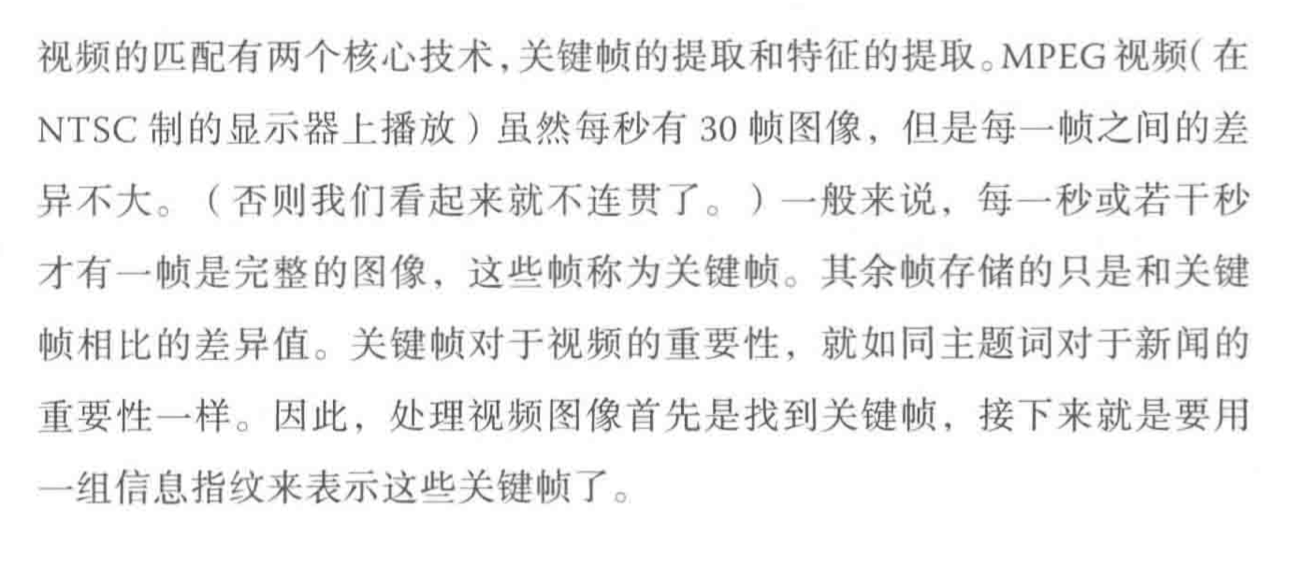 视频的匹配有两个核心技术,关键帧的提取和特征的提取。MPEG视频(在
NTSC 制的显示器上播放)虽然每秒有 30 帧图像，但是每一帧之间的差
异不大。（否则我们看起来就不连贯了。）一般来说，每一秒或若干秒
才有一帧是完整的图像，这些帧称为关键帧。其余帧存储的只是和关键
帧相比的差异值。关键帧对于视频的重要性，就如同主题词对于新闻的
重要性一样。因此，处理视频图像首先是找到关键帧，接下来就是要用
一组信息指纹来表示这些关键帧了。